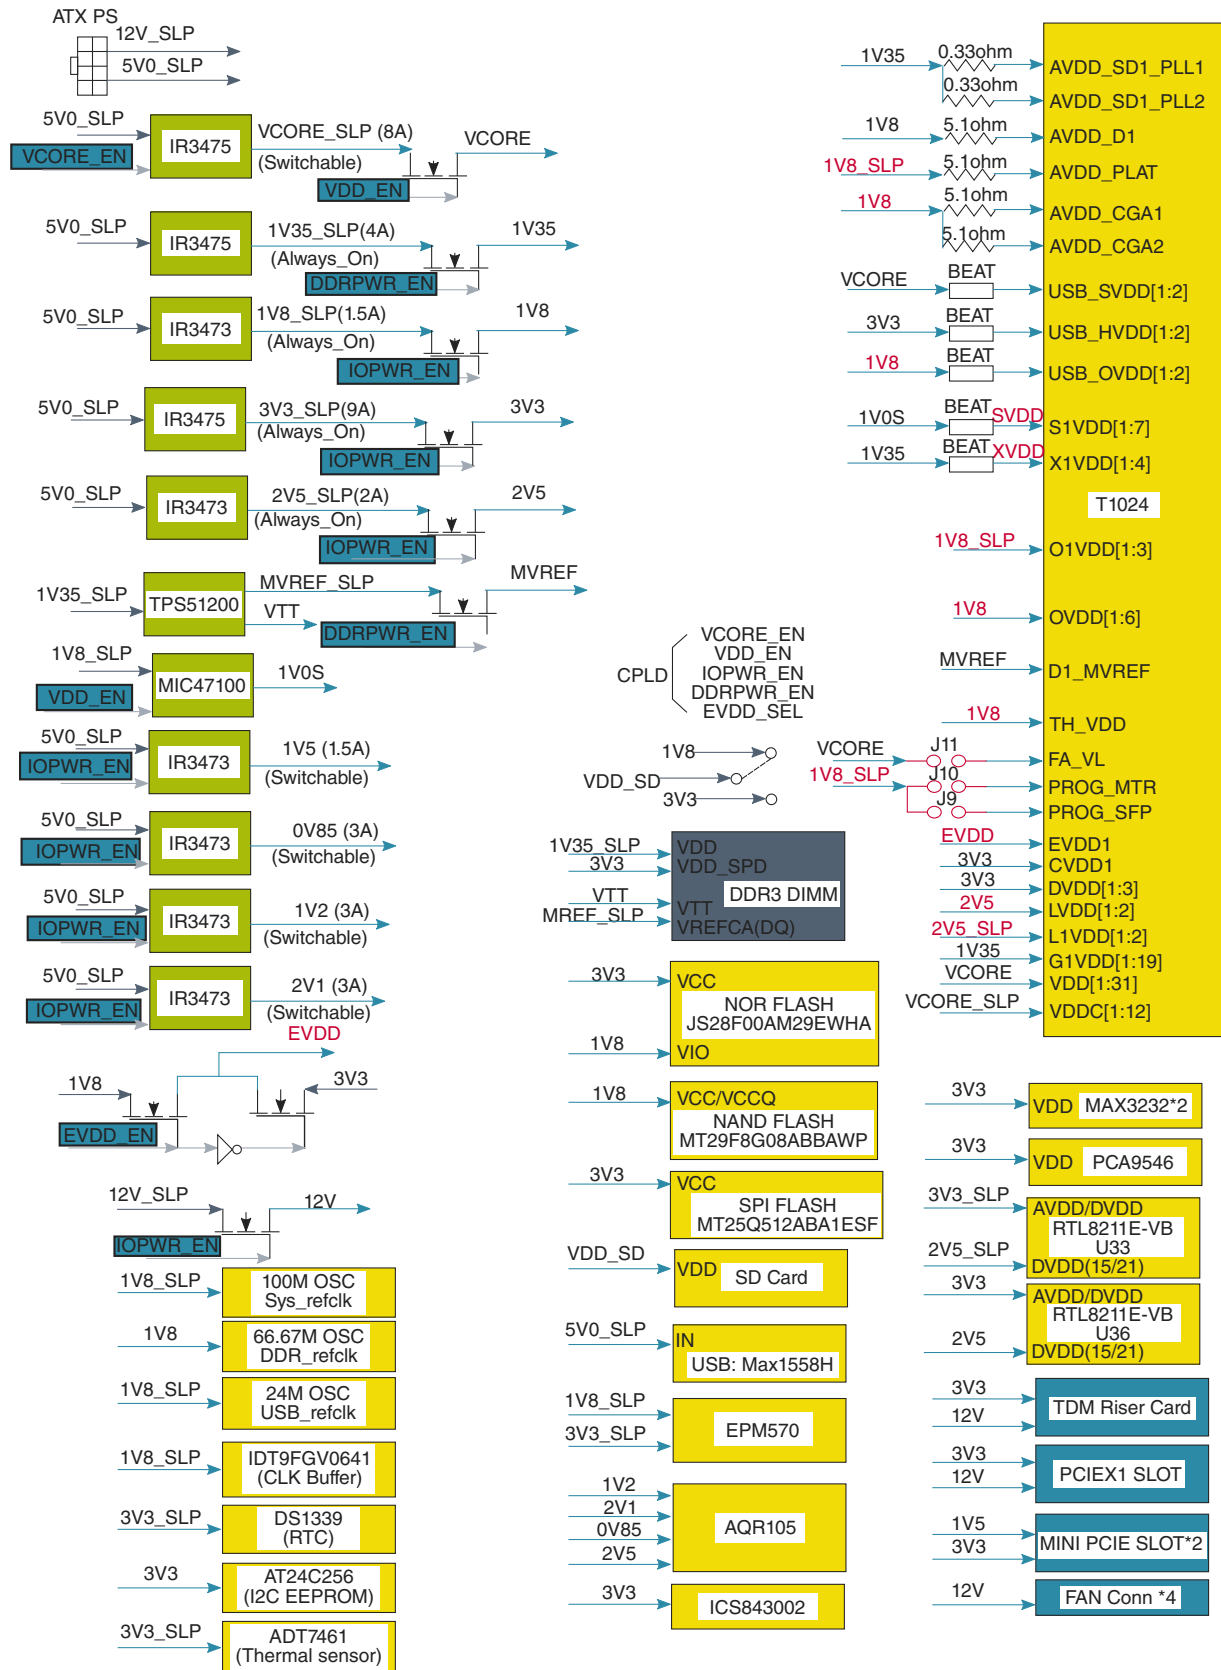 ATX PS
12V_SLP
5V0_SLP
5V0_SLP
VCORE_EN
IR3475
VCORE_SLP (8A)
(Switchable)
VDD_EN
VCORE
5V0_SLP
IR3475
1V35_SLP(4A)
(Always_On)
DDRPWR_EN
1V35
5V0_SLP
IR3473
1V8_SLP(1.5A)
(Always_On)
IOPWR_EN
1V8
5V0_SLP
IR3475
3V3_SLP(9A)
(Always_On)
IOPWR_EN
3V3
5V0_SLP
IR3473
2V5_SLP(2A)
(Always_On)
IOPWR_EN
2V5
1V35_SLP
TPS51200
MVREF_SLP
VTT
DDRPWR_EN
MVREF
1V8_SLP
VDD_EN
MIC47100
1V0S
5V0_SLP
IOPWR_EN
IR3473
1V5 (1.5A)
(Switchable)
5V0_SLP
IOPWR_EN
IR3473
0V85 (3A)
(Switchable)
5V0_SLP
IOPWR_EN
IR3473
1V2 (3A)
(Switchable)
5V0_SLP
IOPWR_EN
IR3473
2V1 (3A)
(Switchable)
EVDD
1V8
3V3
EVDD_EN
12V_SLP
12V
IOPWR_EN
1V8_SLP
100M OSC
Sys_refclk
1V8
66.67M OSC
DDR_refclk
1V8_SLP
24M OSC
USB_refclk
1V8_SLP
IDT9FGV0641
(CLK Buffer)
3V3_SLP
DS1339
(RTC)
3V3
AT24C256
(I2C EEPROM)
3V3_SLP
ADT7461
(Thermal sensor)
CPLD
VCORE_EN
VDD_EN
IOPWR_EN
DDRPWR_EN
EVDD_SEL
1V8
VDD_SD
3V3
1V35_SLP
3V3
VTT
MREF_SLP
VDD
VDD_SPD
DDR3 DIMM
VTT
VREFCA(DQ)
3V3
VCC
NOR FLASH
JS28F00AM29EWHA
1V8
VIO
1V8
VCC/VCCQ
NAND FLASH
MT29F8G08ABBAWP
3V3
VCC
SPI FLASH
MT25Q512ABA1ESF
VDD_SD
VDD
SD Card
5V0_SLP
IN
USB: Max1558H
1V8_SLP
3V3_SLP
EPM570
1V2
2V1
0V85
2V5
AQR105
3V3
ICS843002
1V35
0.33ohm
AVDD_SD1_PLL1
0.33ohm
AVDD_SD1_PLL2
1V8
5.1ohm
AVDD_D1
1V8_SLP
5.1ohm
AVDD_PLAT
1V8
5.1ohm
AVDD_CGA1
5.1ohm
AVDD_CGA2
VCORE
BEAT
USB_SVDD[1:2]
3V3
BEAT
USB_HVDD[1:2]
1V8
BEAT
USB_OVDD[1:2]
1V0S
BEAT
SVDD
S1VDD[1:7]
1V35
BEAT
XVDD
X1VDD[1:4]
T1024
1V8_SLP
O1VDD[1:3]
1V8
OVDD[1:6]
MVREF
D1_MVREF
1V8
TH_VDD
VCORE
J11
FA_VL
1V8_SLP
J10
PROG_MTR
J9
PROG_SFP
EVDD
EVDD1
3V3
CVDD1
3V3
DVDD[1:3]
2V5
LVDD[1:2]
2V5_SLP
L1VDD[1:2]
1V35
G1VDD[1:19]
VCORE
VDD[1:31]
VCORE_SLP
VDDC[1:12]
3V3
VDD
MAX3232*2
3V3
VDD
PCA9546
3V3_SLP
AVDD/DVDD
RTL8211E-VB
U33
2V5_SLP
DVDD(15/21)
3V3
AVDD/DVDD
RTL8211E-VB
U36
2V5
DVDD(15/21)
3V3
12V
TDM Riser Card
3V3
12V
PCIEX1 SLOT
1V5
3V3
MINI PCIE SLOT*2
12V
FAN Conn *4